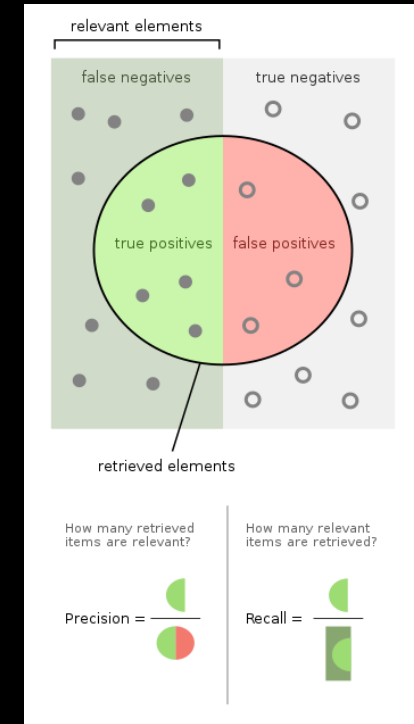 relevant elements
false negatives
true negatives
true positives
false positives
retrieved elements
How many retrieved
items are relevant?
Precision =
How many relevant
items are retrieved?
Recall =